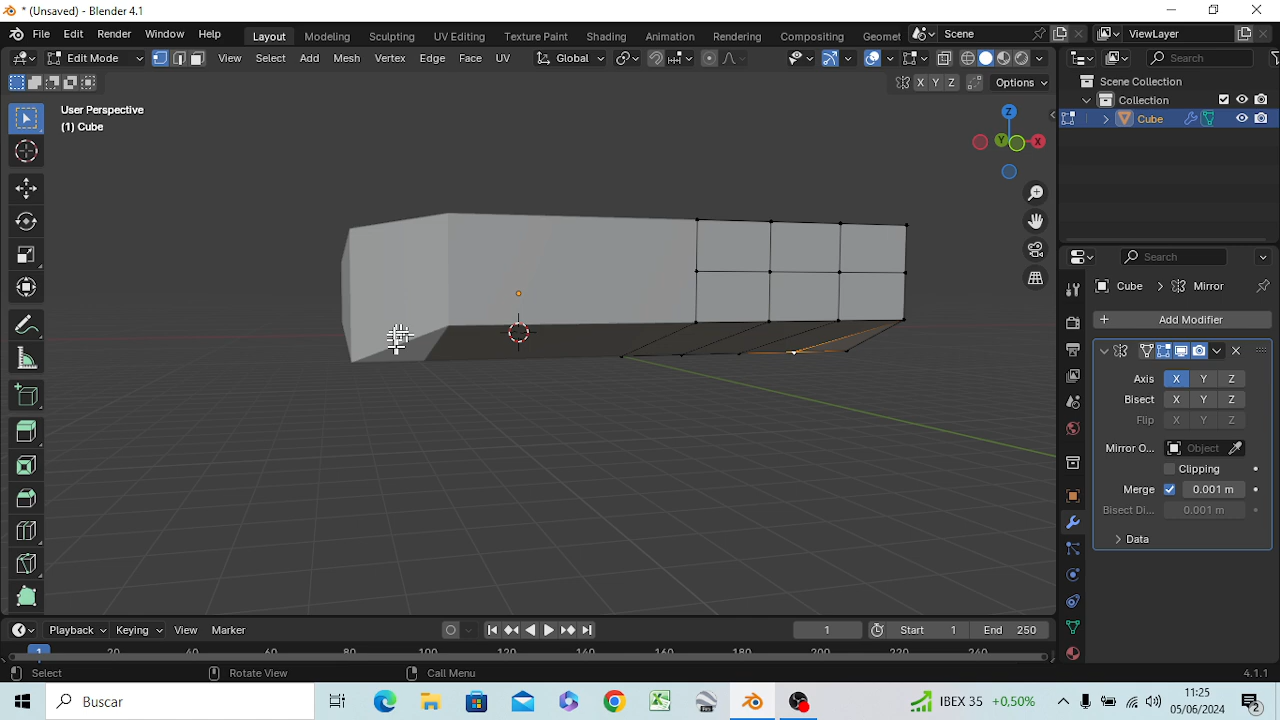 * (Unsaved) - Blender 4.1
File Edit Render Window Help Layout Modeling Sculpting UV Editing Texture Paint Shading Animation Rendering Compositing Geomet Scene ViewLayer
Edit Mode View Select Add Mesh Vertex Edge Face UV Global Search
X Y Z Options
Scene Collection
Collection
Cube
User Perspective
(1) Cube
Z
Y X
Search
Cube Mirror
Add Modifier
Axis X Y Z
Bisect X Y Z
Flip X Y Z
Mirror O... Object
Clipping
Merge 0.001 m
Bisect Di... 0.001 m
Data
Playback Keying View Marker 1 Start 1 End 250
1 20 40 60 80 100 120 140 160 180 200 220 240
Select Rotate View Call Menu 4.1.1
Buscar IBEX 35 +0,50% 11:25
05/06/2024 2